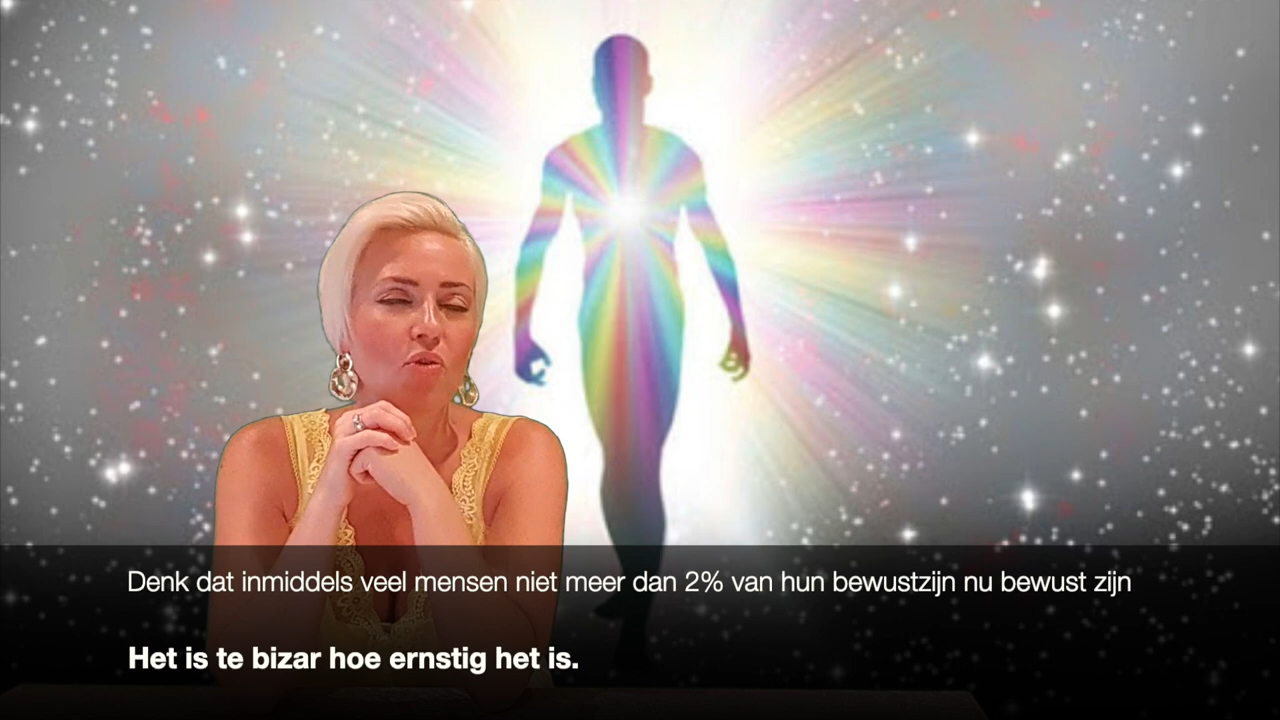 Denk dat inmiddels veel mensen niet meer dan 2% van hun bewustzijn nu bewust zijn
Het is te bizar hoe ernstig het is.